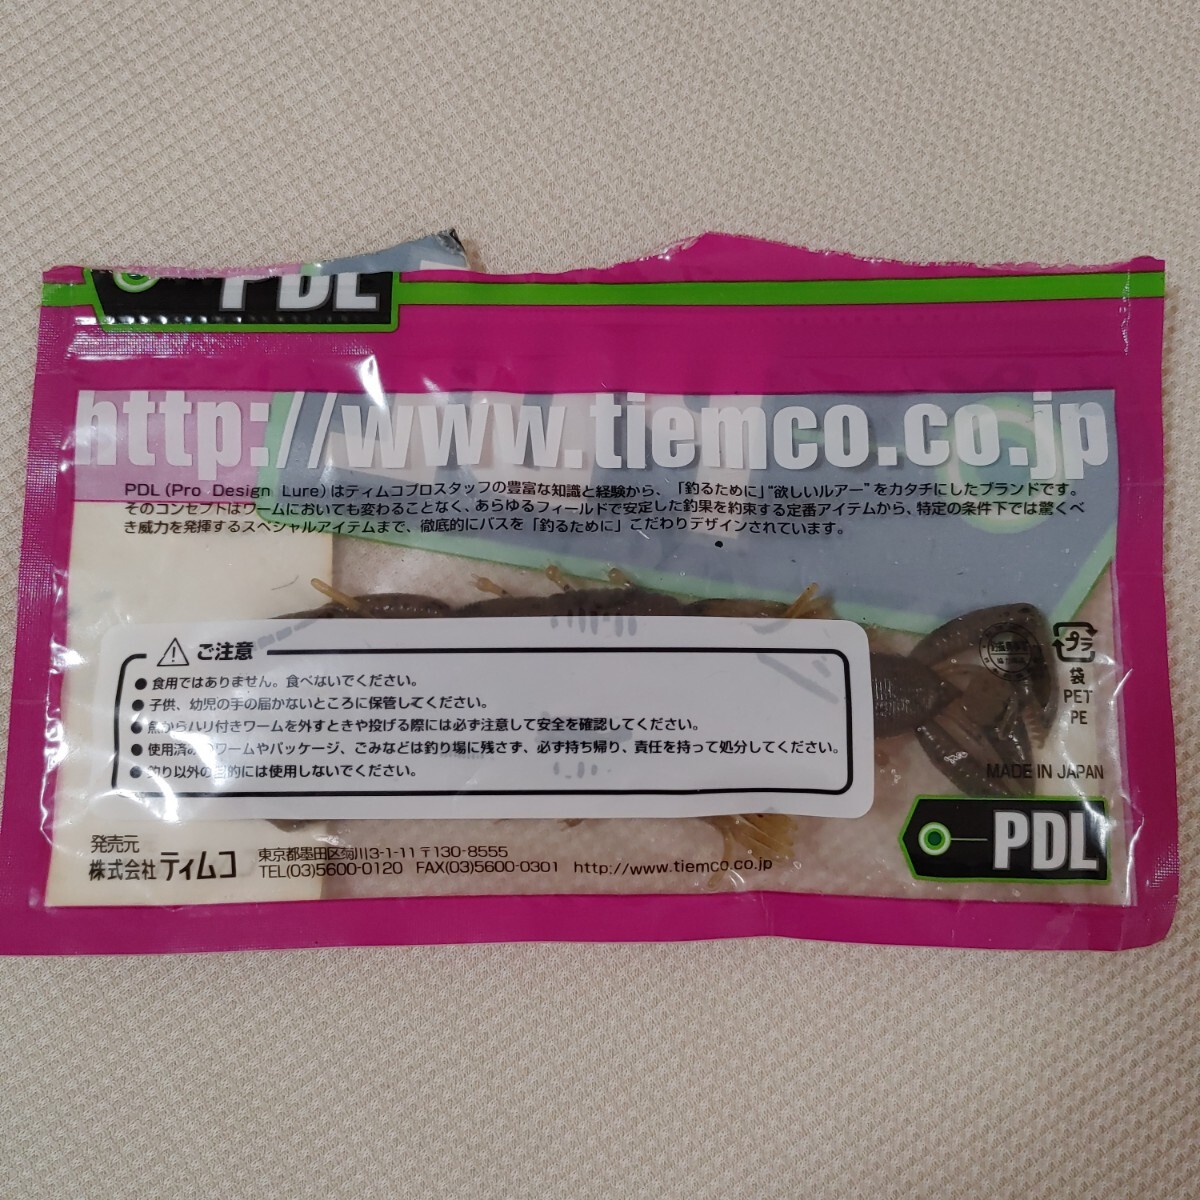 PDL
http://www.tiemco.co.jp
PDL (Pro Design Lure)はティムコプロスタッフの豊富な知識と経験から、「釣るために」"欲しいルアー"をカタチにしたブランドです。
そのコンセプトはワームにおいても変わることなく、あらゆるフィールドで安定した釣果を約束する定番アイテムから、特定の条件下では驚くべ
き威力を発揮するスペシャルアイテムまで、徹底的にバスを「釣るために」こだわりデザインされています。
ご注意
●食用ではありません。食べないでください。
●子供、幼児の手の届かないところに保管してください。
●魚からハリ付きワームを外すときや投げる際には必ず注意して安全を確認してください。
●使用済みのワームやパッケージ、ごみなどは釣り場に残さず、必ず持ち帰り、責任を持って処分してください。
●釣り以外の目的には使用しないでください。
プラ
袋
PET
PE
MADE IN JAPAN
PDL
発売元
株式会社ティムコ
東京都墨田区菊川3-1-11 〒130-8555
TEL(03)5600-0120 FAX(03)5600-0301 http://www.tiemco.co.jp